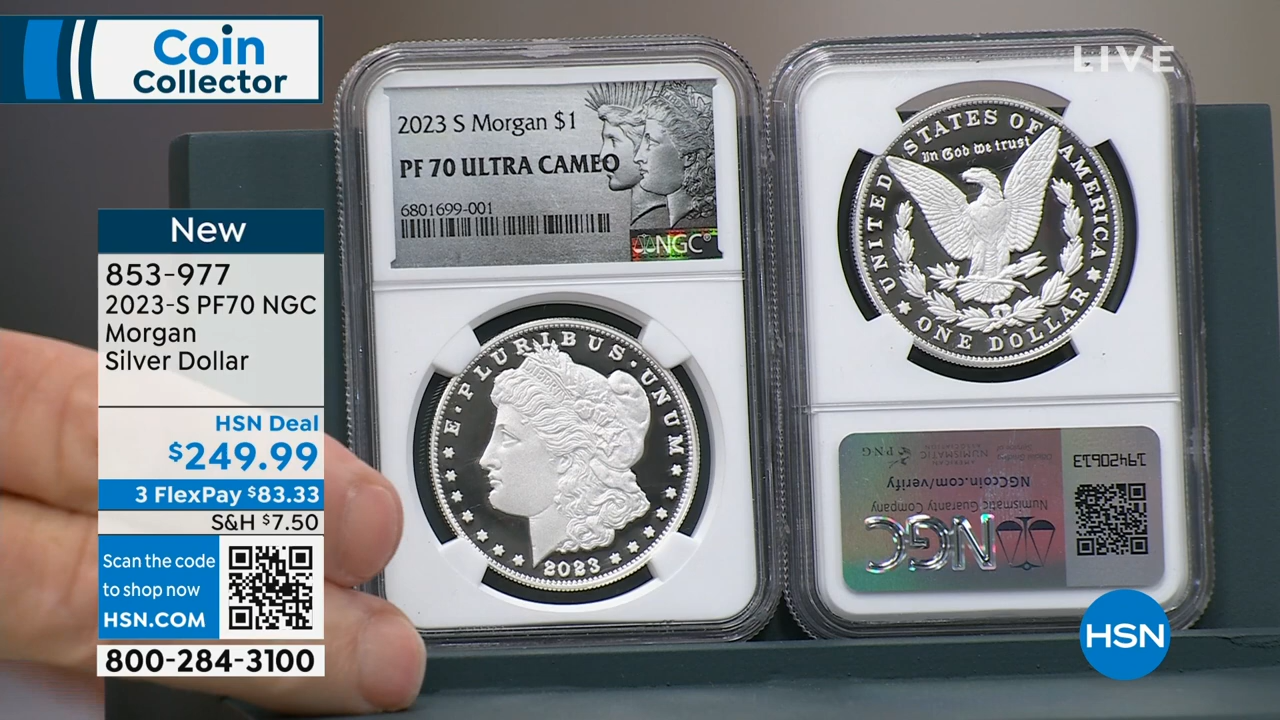 Coin
Collector
LIVE
New
853-977
2023-S PF70 NGC
Morgan
Silver Dollar
HSN Deal
$249.99
3 FlexPay $83.33
S&H $7.50
Scan the code
to shop now
HSN.COM
800-284-3100
2023 S Morgan $1
PF 70 ULTRA CAMEO
6801699-001
NGC®
E·PLURIBUS·UNUM
2023
UNITED STATES OF AMERICA
In God we trust
ONE DOLLAR
NGC
Numismatic Guaranty Company
NGCcoin.com/verify
PNG
19420613
HSN